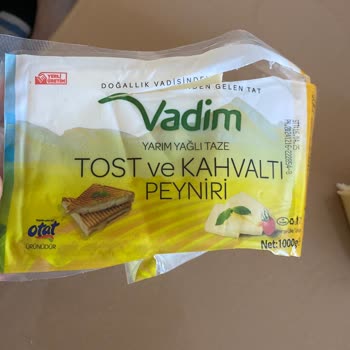 YERLİ
ÜRETİM
DOĞALLIK VADİSİNDEN GELEN TAT
Vadim
YARIM YAĞLI TAZE
TOST ve KAHVALTI
PEYNİRİ
otat
ÜRÜNÜDÜR
Net:1000g